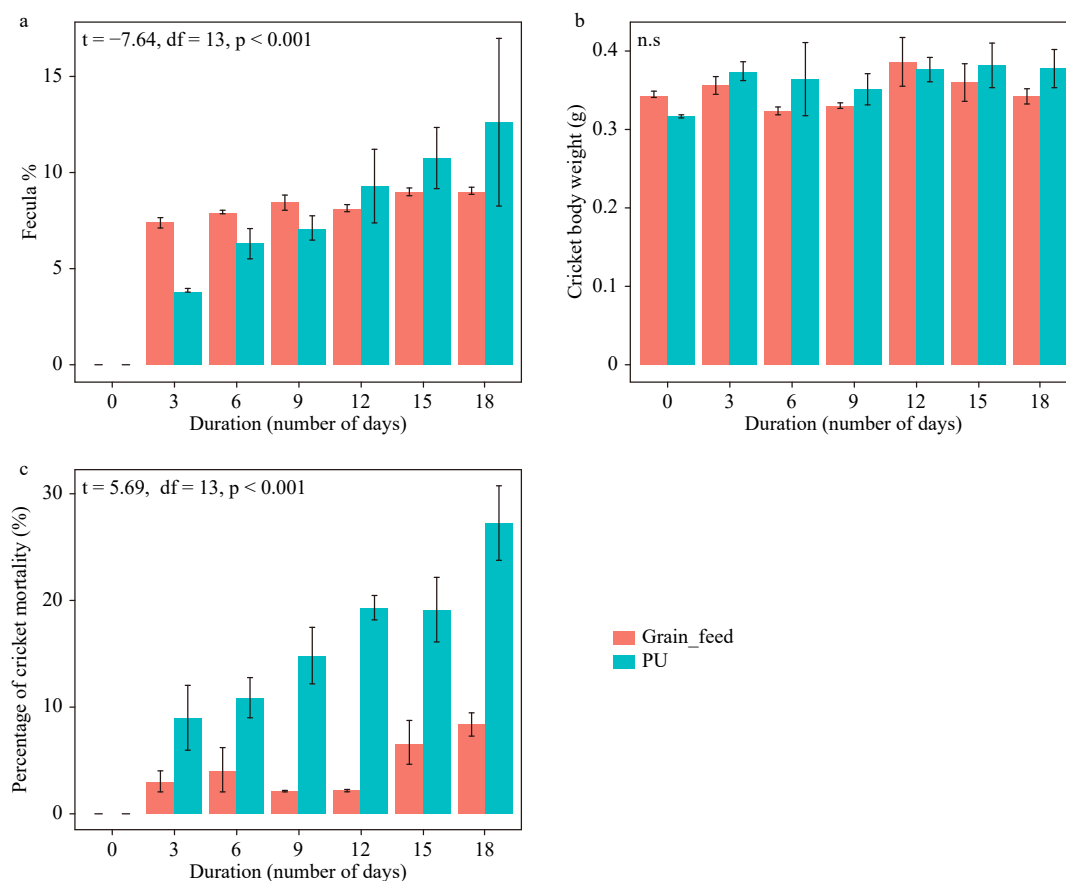 a
t = −7.64, df = 13, p < 0.001
15
10
5
0
Fecula %
0 3 6 9 12 15 18
Duration (number of days)
b
n.s
0.4
0.3
0.2
0.1
0
Cricket body weight (g)
0 3 6 9 12 15 18
Duration (number of days)
c
t = 5.69, df = 13, p < 0.001
30
20
10
0
Percentage of cricket mortality (%)
0 3 6 9 12 15 18
Duration (number of days)
Grain_feed
PU